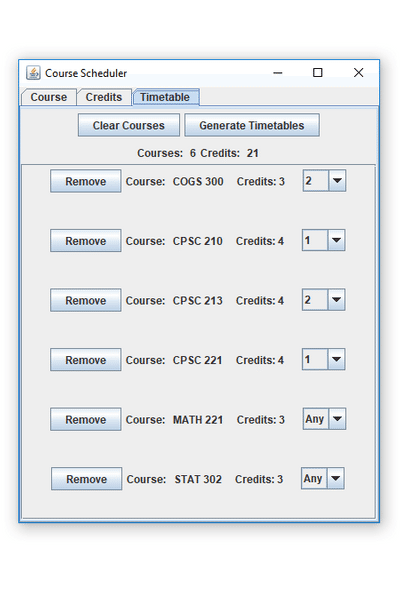 Course Scheduler
Course Credits Timetable
Clear Courses Generate Timetables
Courses: 6 Credits: 21
Remove Course: COGS 300 Credits: 3 2
Remove Course: CPSC 210 Credits: 4 1
Remove Course: CPSC 213 Credits: 4 2
Remove Course: CPSC 221 Credits: 4 1
Remove Course: MATH 221 Credits: 3 Any
Remove Course: STAT 302 Credits: 3 Any